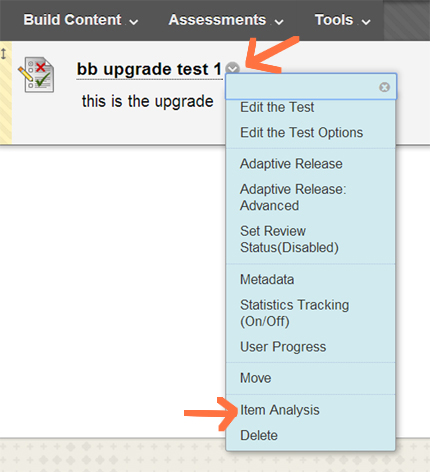 Build Content Assessments Tools
bb upgrade test 1
this is the upgrade
Edit the Test
Edit the Test Options
Adaptive Release
Adaptive Release:
Advanced
Set Review
Status(Disabled)
Metadata
Statistics Tracking
(On/Off)
User Progress
Move
Item Analysis
Delete